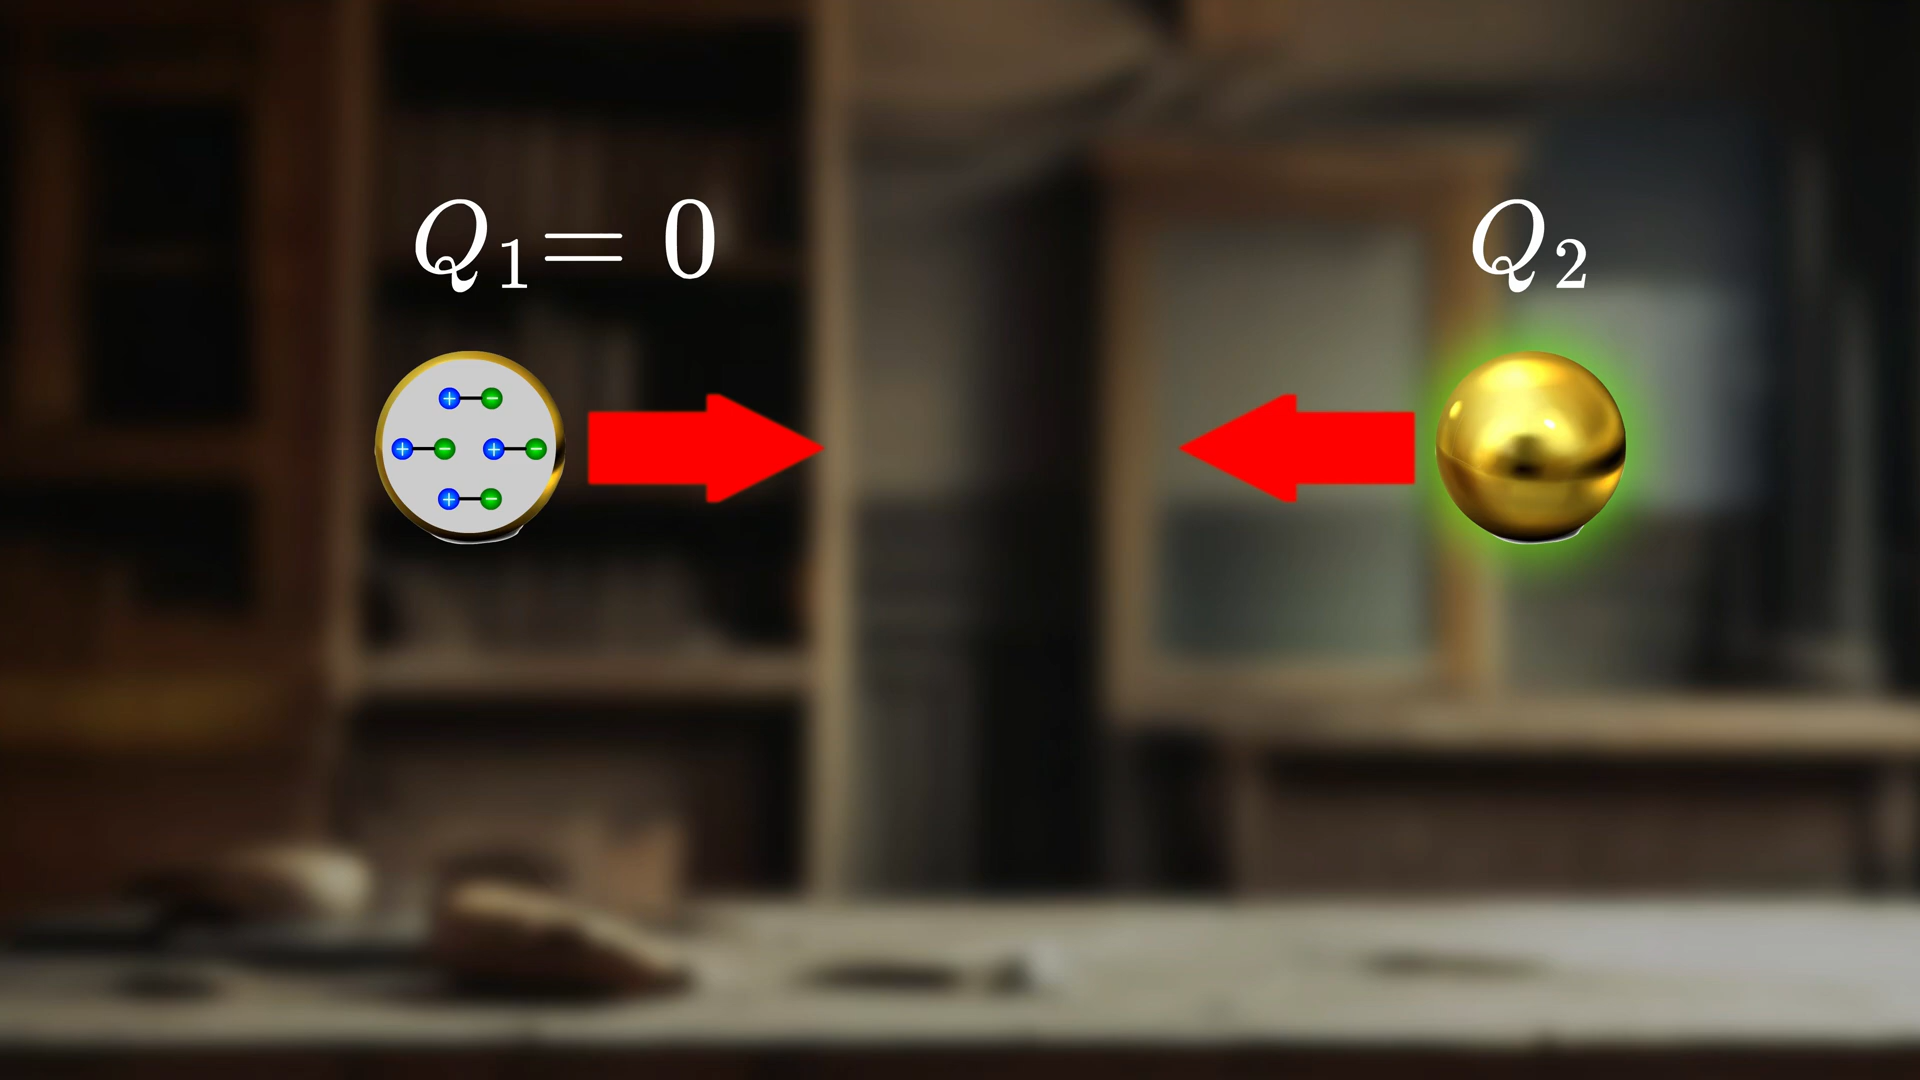 Q₁= 0
Q₂
+ −
+ − + −
+ −